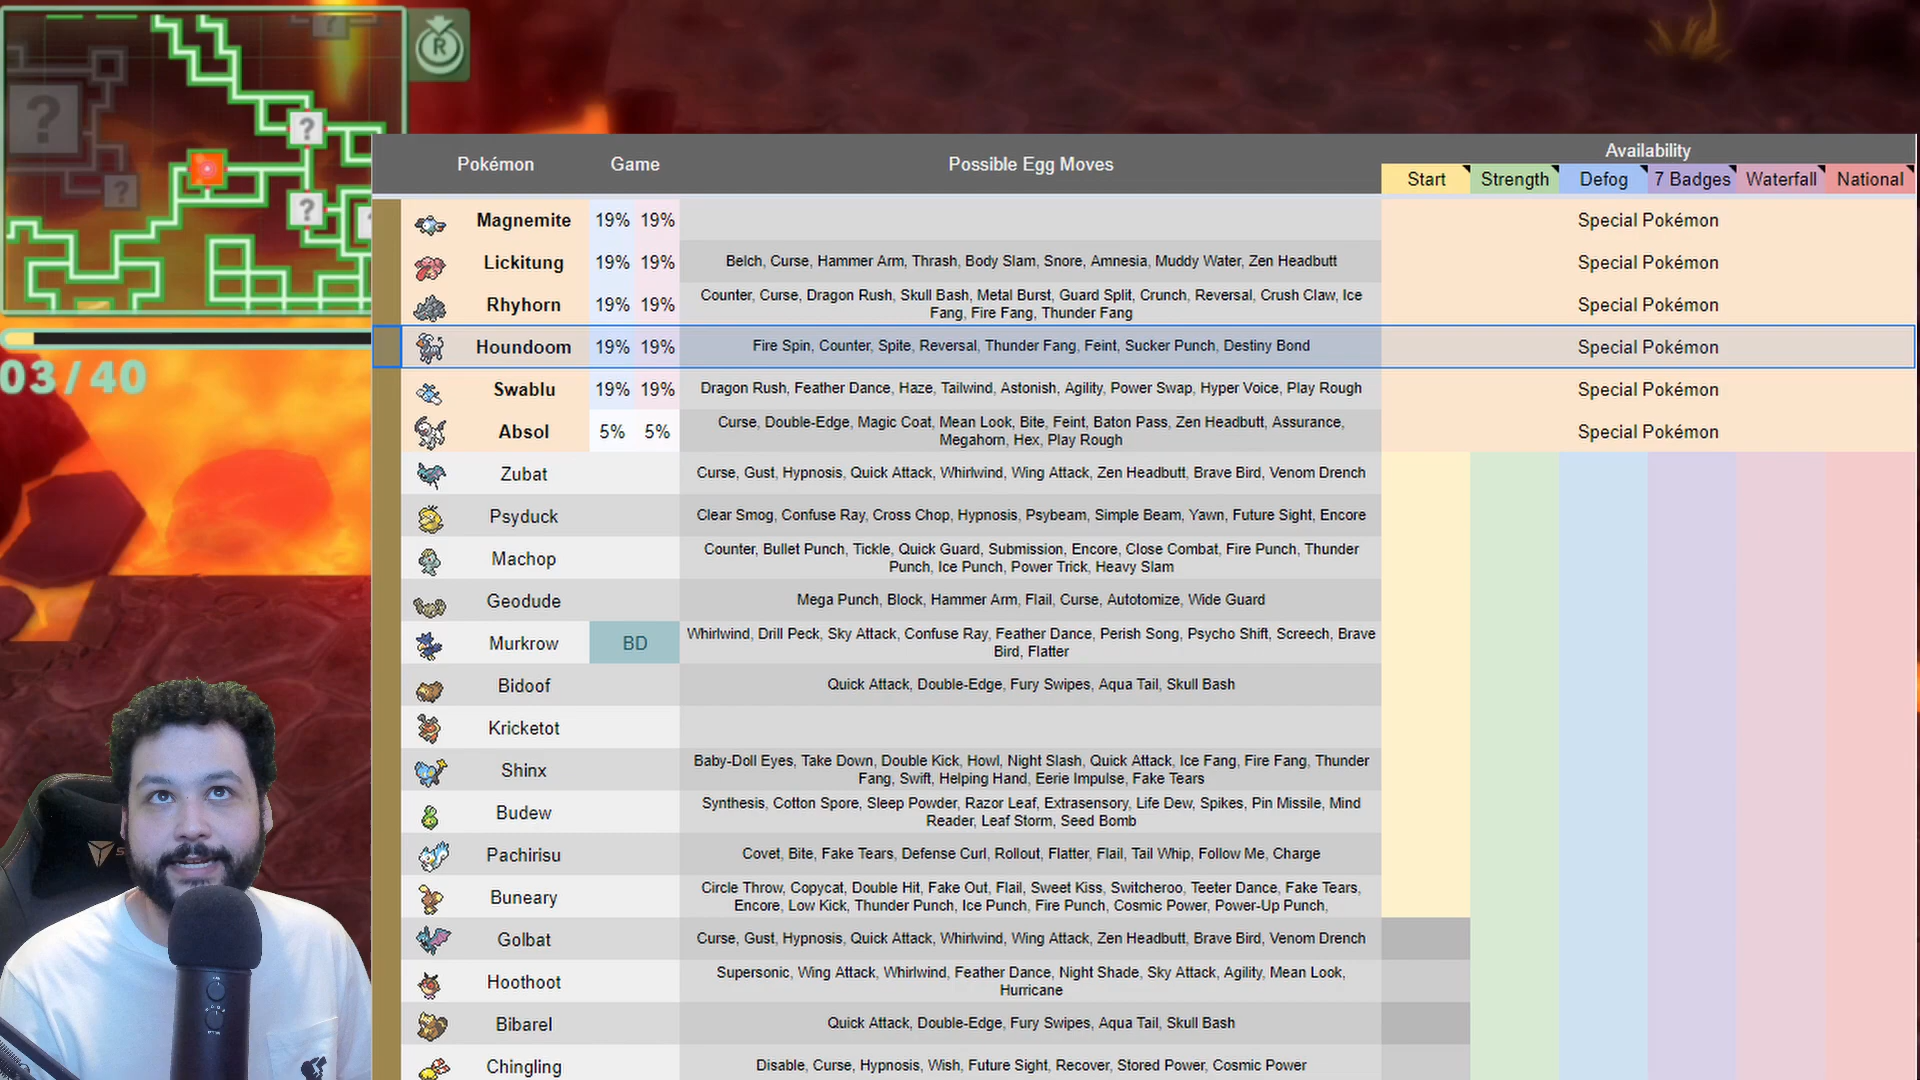 R
?
?
?
?
03/40
Pokémon Game Possible Egg Moves Availability
Start Strength Defog 7 Badges Waterfall National
Magnemite 19% 19% Special Pokémon
Lickitung 19% 19% Belch, Curse, Hammer Arm, Thrash, Body Slam, Snore, Amnesia, Muddy Water, Zen Headbutt Special Pokémon
Rhyhorn 19% 19% Counter, Curse, Dragon Rush, Skull Bash, Metal Burst, Guard Split, Crunch, Reversal, Crush Claw, Ice
Fang, Fire Fang, Thunder Fang Special Pokémon
Houndoom 19% 19% Fire Spin, Counter, Spite, Reversal, Thunder Fang, Feint, Sucker Punch, Destiny Bond Special Pokémon
Swablu 19% 19% Dragon Rush, Feather Dance, Haze, Tailwind, Astonish, Agility, Power Swap, Hyper Voice, Play Rough Special Pokémon
Absol 5% 5% Curse, Double-Edge, Magic Coat, Mean Look, Bite, Feint, Baton Pass, Zen Headbutt, Assurance,
Megahorn, Hex, Play Rough Special Pokémon
Zubat Curse, Gust, Hypnosis, Quick Attack, Whirlwind, Wing Attack, Zen Headbutt, Brave Bird, Venom Drench
Psyduck Clear Smog, Confuse Ray, Cross Chop, Hypnosis, Psybeam, Simple Beam, Yawn, Future Sight, Encore
Machop Counter, Bullet Punch, Tickle, Quick Guard, Submission, Encore, Close Combat, Fire Punch, Thunder
Punch, Ice Punch, Power Trick, Heavy Slam
Geodude Mega Punch, Block, Hammer Arm, Flail, Curse, Autotomize, Wide Guard
Murkrow BD Whirlwind, Drill Peck, Sky Attack, Confuse Ray, Feather Dance, Perish Song, Psycho Shift, Screech, Brave
Bird, Flatter
Bidoof Quick Attack, Double-Edge, Fury Swipes, Aqua Tail, Skull Bash
Kricketot
Shinx Baby-Doll Eyes, Take Down, Double Kick, Howl, Night Slash, Quick Attack, Ice Fang, Fire Fang, Thunder
Fang, Swift, Helping Hand, Eerie Impulse, Fake Tears
Budew Synthesis, Cotton Spore, Sleep Powder, Razor Leaf, Extrasensory, Life Dew, Spikes, Pin Missile, Mind
Reader, Leaf Storm, Seed Bomb
Pachirisu Covet, Bite, Fake Tears, Defense Curl, Rollout, Flatter, Flail, Tail Whip, Follow Me, Charge
Buneary Circle Throw, Copycat, Double Hit, Fake Out, Flail, Sweet Kiss, Switcheroo, Teeter Dance, Fake Tears,
Encore, Low Kick, Thunder Punch, Ice Punch, Fire Punch, Cosmic Power, Power-Up Punch,
Golbat Curse, Gust, Hypnosis, Quick Attack, Whirlwind, Wing Attack, Zen Headbutt, Brave Bird, Venom Drench
Hoothoot Supersonic, Wing Attack, Whirlwind, Feather Dance, Night Shade, Sky Attack, Agility, Mean Look,
Hurricane
Bibarel Quick Attack, Double-Edge, Fury Swipes, Aqua Tail, Skull Bash
Chingling Disable, Curse, Hypnosis, Wish, Future Sight, Recover, Stored Power, Cosmic Power